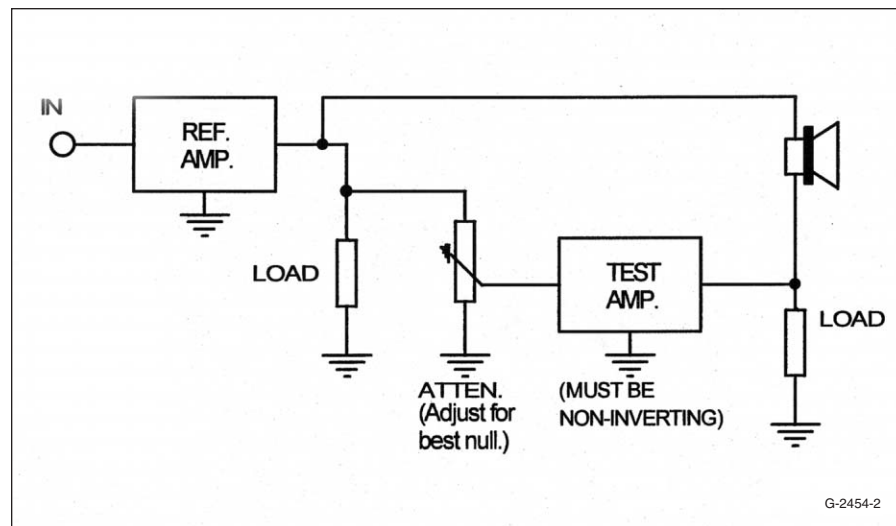 IN
REF.
AMP.
LOAD
TEST
AMP.
LOAD
ATTEN.
(Adjust for
best null.)
(MUST BE
NON-INVERTING)
G-2454-2